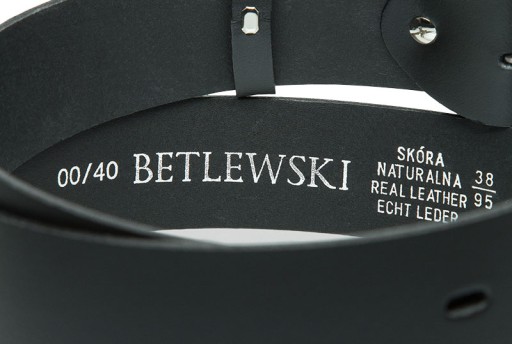 00/40 BETLEWSKI
SKÓRA
NATURALNA
REAL LEATHER
ECHT LEDER
38
95